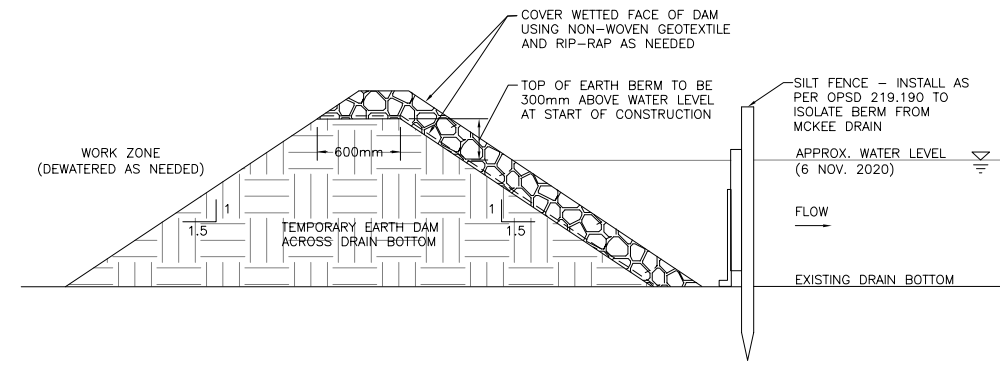 COVER WETTED FACE OF DAM
USING NON-WOVEN GEOTEXTILE
AND RIP-RAP AS NEEDED
TOP OF EARTH BERM TO BE
300mm ABOVE WATER LEVEL
AT START OF CONSTRUCTION
SILT FENCE - INSTALL AS
PER OPSD 219.190 TO
ISOLATE BERM FROM
MCKEE DRAIN
WORK ZONE
(DEWATERED AS NEEDED)
600mm
APPROX. WATER LEVEL
(6 NOV. 2020)
1
1.5
1
1.5
TEMPORARY EARTH DAM
ACROSS DRAIN BOTTOM
FLOW
EXISTING DRAIN BOTTOM